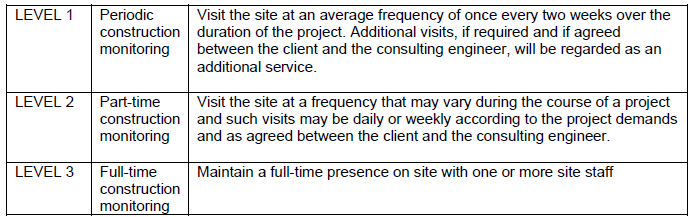 LEVEL 1 Periodic construction monitoring Visit the site at an average frequency of once every two weeks over the
duration of the project. Additional visits, if required and if agreed
between the client and the consulting engineer, will be regarded as an
additional service.
LEVEL 2 Part-time construction monitoring Visit the site at a frequency that may vary during the course of a project
and such visits may be daily or weekly according to the project demands
and as agreed between the client and the consulting engineer.
LEVEL 3 Full-time construction monitoring Maintain a full-time presence on site with one or more site staff